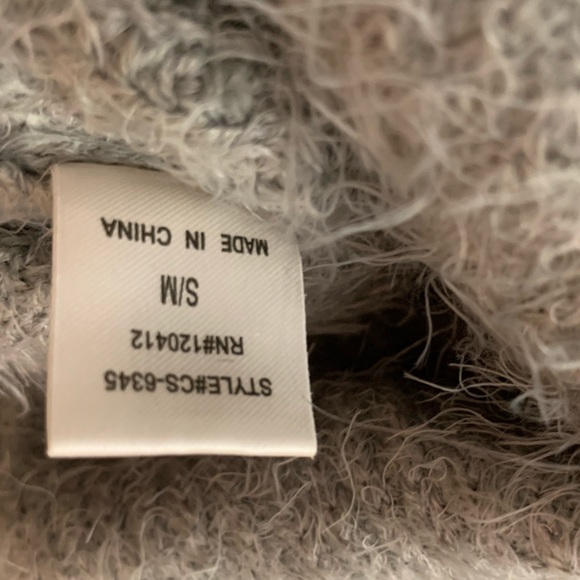 STYLE#CS-6345
RN#120412
S/M
MADE IN CHINA